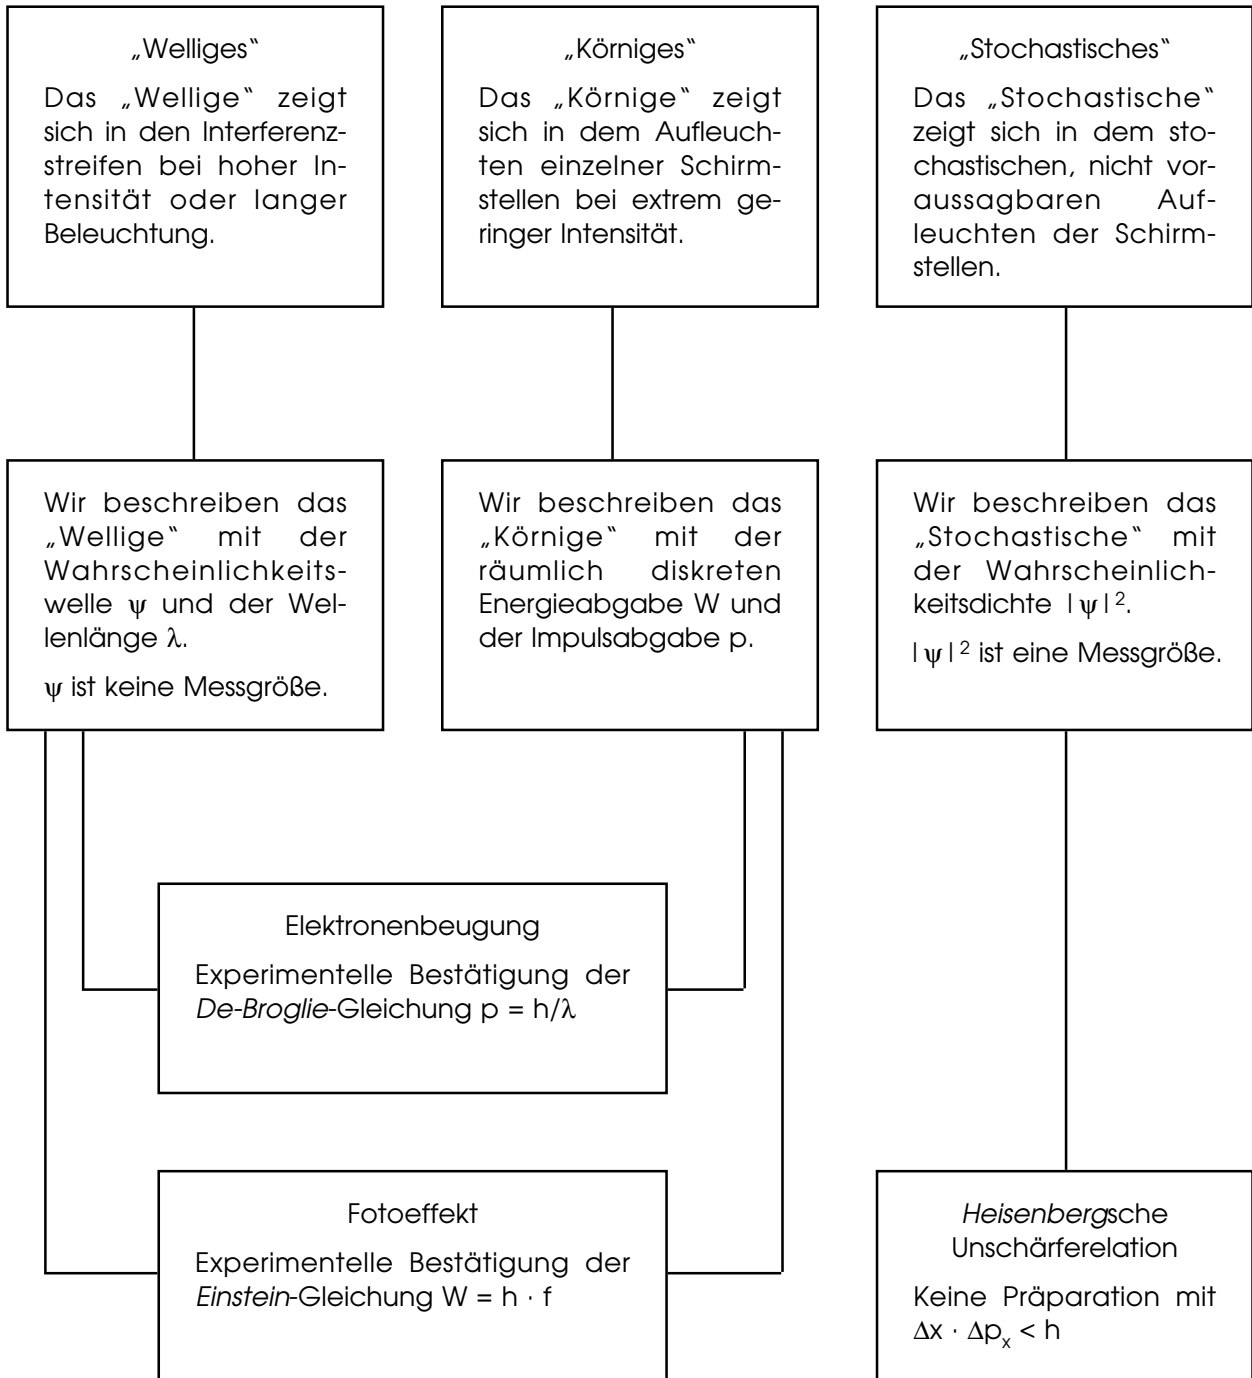 „Welliges“
Das „Wellige“ zeigt
sich in den Interferenz-
streifen bei hoher In-
tensität oder langer
Beleuchtung.
„Körniges“
Das „Körnige“ zeigt
sich in dem Aufleuch-
ten einzelner Schirm-
stellen bei extrem ge-
ringer Intensität.
„Stochastisches“
Das „Stochastische“
zeigt sich in dem sto-
chastischen, nicht vor-
aussagbaren Auf-
leuchten der Schirm-
stellen.
Wir beschreiben das
„Wellige“ mit der
Wahrscheinlichkeits-
welle ψ und der Wel-
lenlänge λ.
ψ ist keine Messgröße.
Wir beschreiben das
„Körnige“ mit der
räumlich diskreten
Energieabgabe W und
der Impulsabgabe p.
Wir beschreiben das
„Stochastische“ mit
der Wahrscheinlich-
keitsdichte |ψ|².
|ψ|² ist eine Messgröße.
Elektronenbeugung
Experimentelle Bestätigung der
De-Broglie-Gleichung p = h/λ
Fotoeffekt
Experimentelle Bestätigung der
Einstein-Gleichung W = h · f
Heisenbergsche
Unschärferelation
Keine Präparation mit
Δx · Δpₓ < h